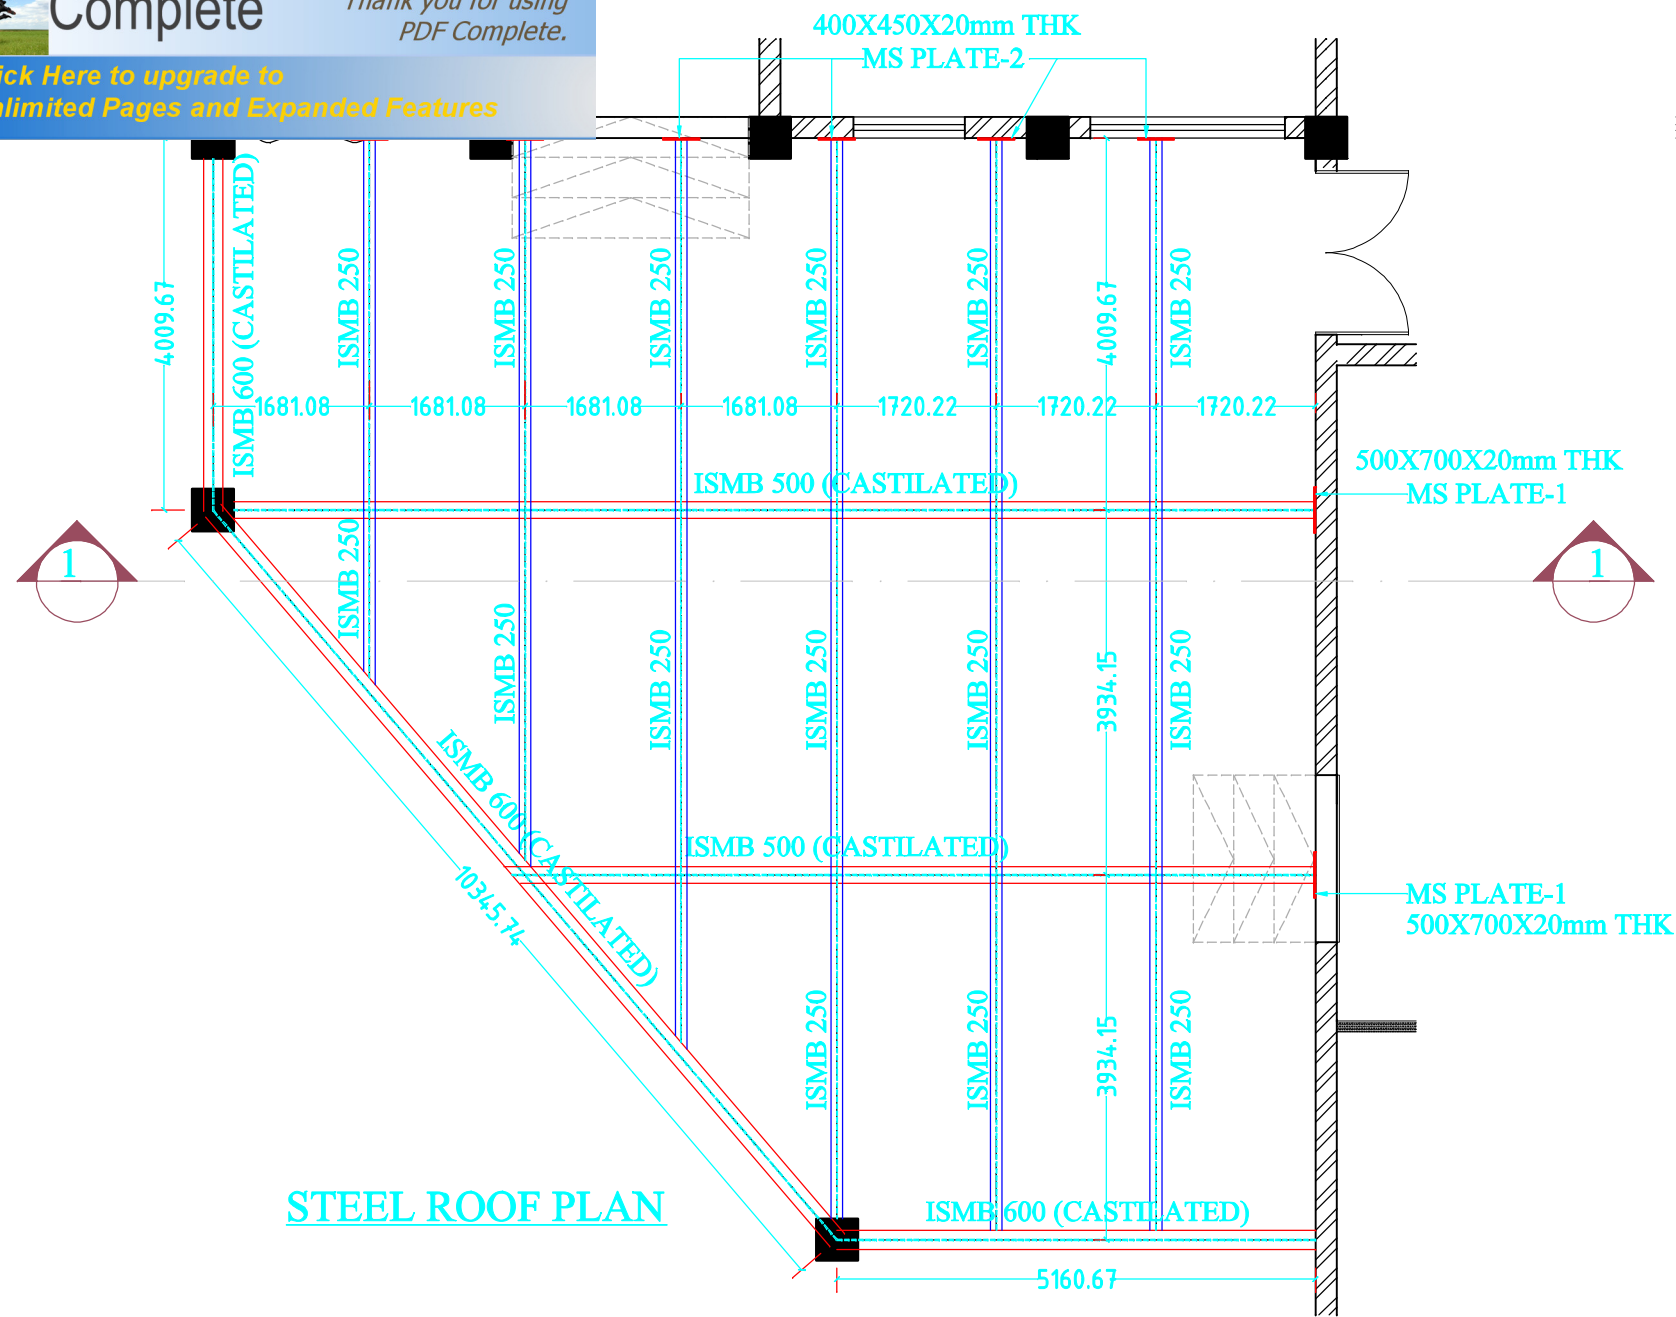 Complete
Thank you for using
PDF Complete.
Click Here to upgrade to
Unlimited Pages and Expanded Features
400X450X20mm THK
MS PLATE-2
ISMB 600 (CASTILATED)
4009.67
ISMB 250
ISMB 250
ISMB 250
ISMB 250
ISMB 250
4009.67
ISMB 250
1681.08
1681.08
1681.08
1681.08
1720.22
1720.22
1720.22
ISMB 500 (CASTILATED)
500X700X20mm THK
MS PLATE-1
1
1
ISMB 250
ISMB 250
ISMB 250
ISMB 250
ISMB 250
3934.15
ISMB 250
ISMB 600 (CASTILATED)
10345.74
ISMB 500 (CASTILATED)
MS PLATE-1
500X700X20mm THK
ISMB 250
ISMB 250
3934.15
ISMB 250
STEEL ROOF PLAN
ISMB 600 (CASTILATED)
5160.67